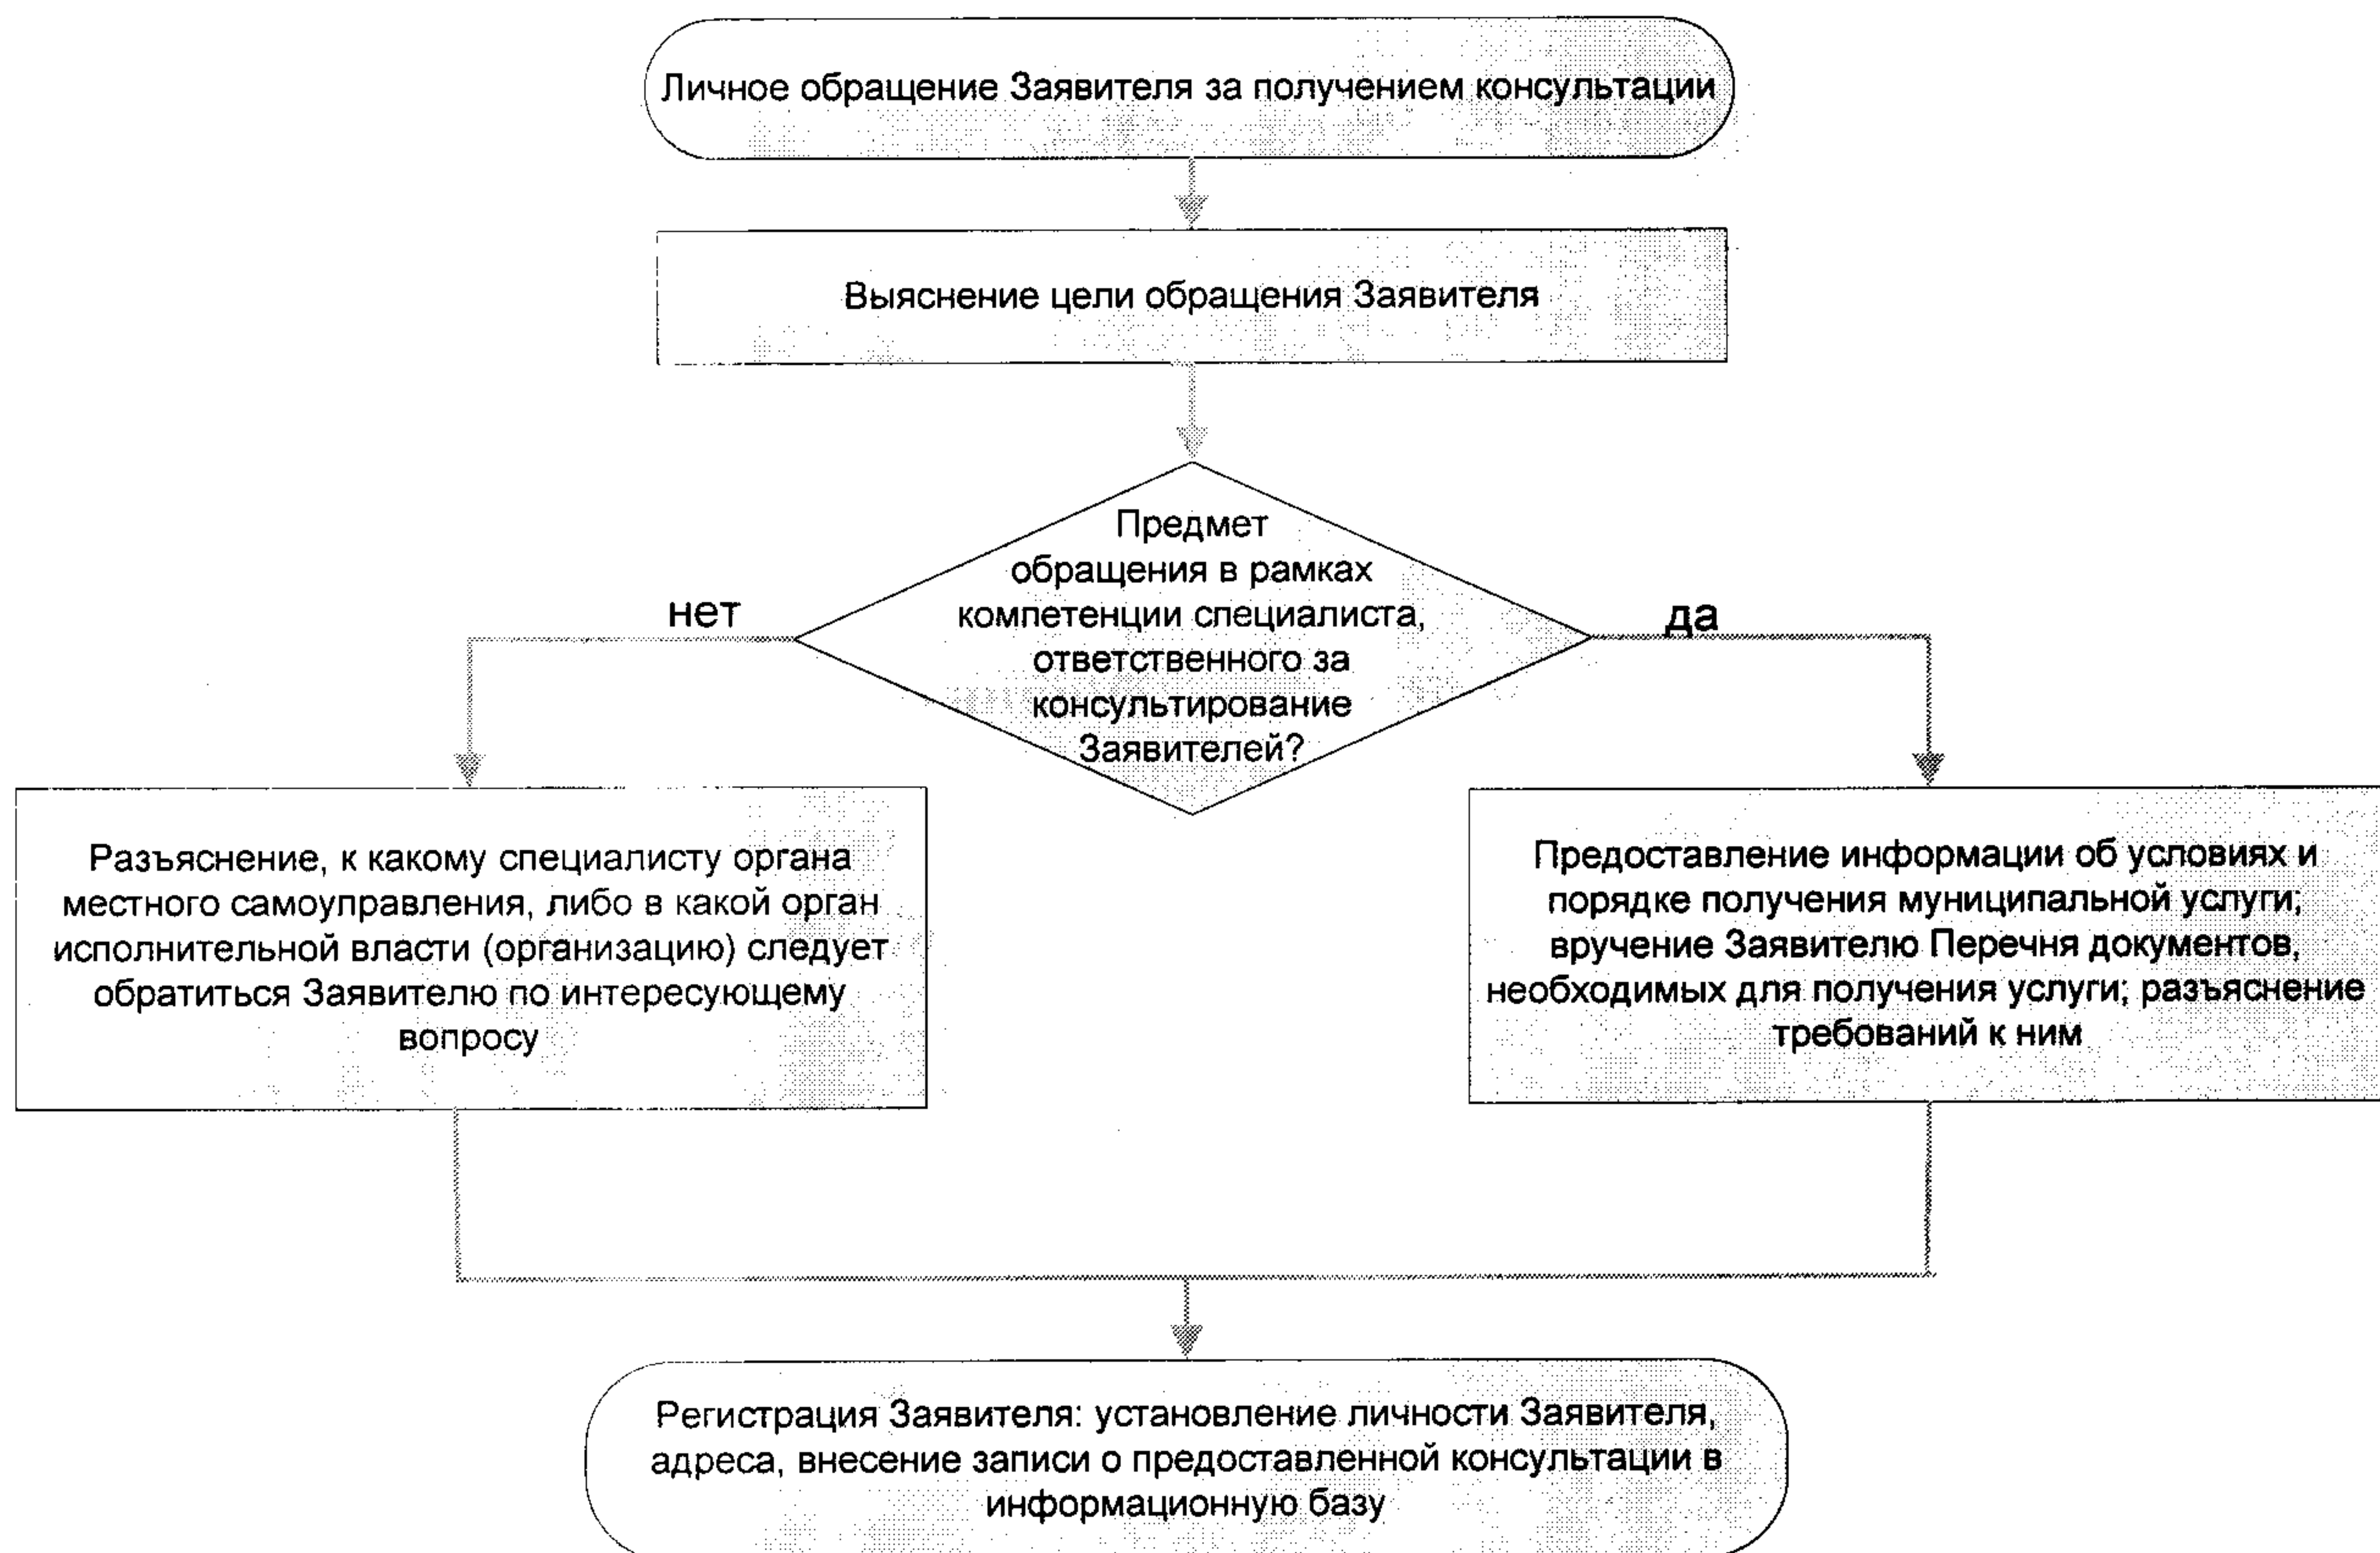 Личное обращение Заявителя за получением консультации
Выяснение цели обращения Заявителя
Предмет
обращения в рамках
компетенции специалиста,
ответственного за
консультирование
Заявителей?
нет
да
Разъяснение, к какому специалисту органа
местного самоуправления, либо в какой орган
исполнительной власти (организацию) следует
обратиться Заявителю по интересующему
вопросу
Предоставление информации об условиях и
порядке получения муниципальной услуги;
вручение Заявителю Перечня документов,
необходимых для получения услуги; разъяснение
требований к ним
Регистрация Заявителя: установление личности Заявителя,
адреса, внесение записи о предоставленной консультации в
информационную базу